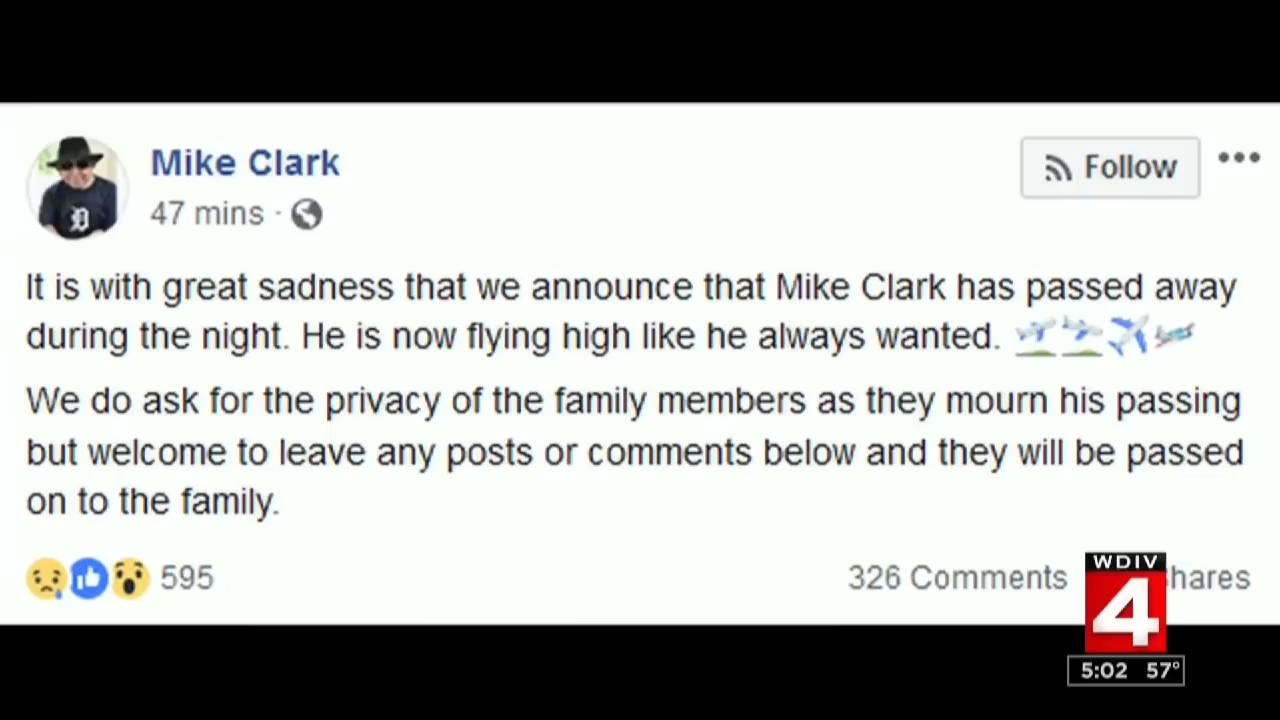 Mike Clark
Follow
47 mins ·
It is with great sadness that we announce that Mike Clark has passed away
during the night. He is now flying high like he always wanted.
We do ask for the privacy of the family members as they mourn his passing
but welcome to leave any posts or comments below and they will be passed
on to the family.
595
326 Comments
WDIV
4
5:02 57°